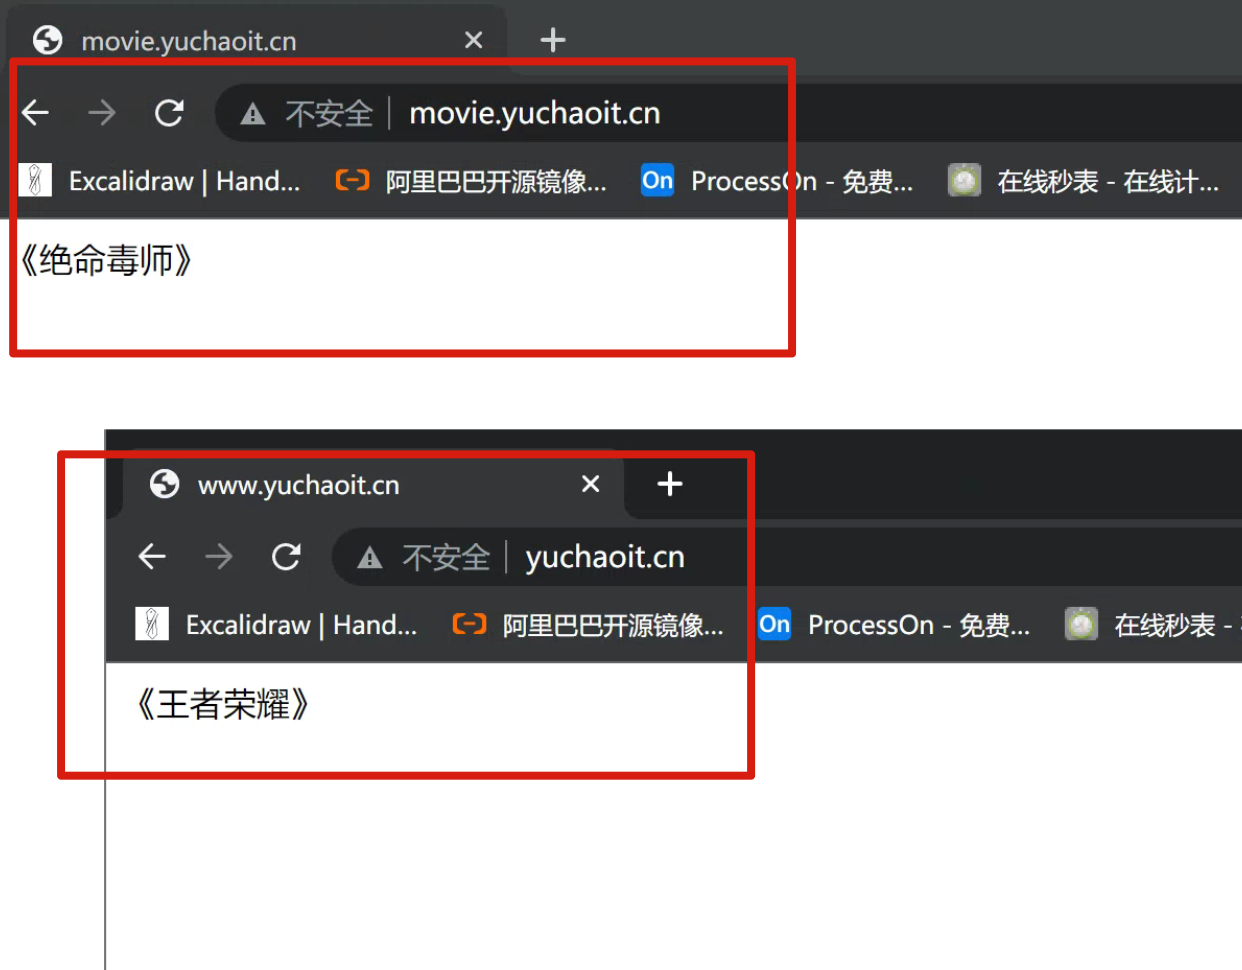 movie.yuchaoit.cn
不安全 movie.yuchaoit.cn
Excalidraw | Hand... 阿里巴巴开源镜像... On ProcessOn - 免费... 在线秒表 - 在线计...
《绝命毒师》
www.yuchaoit.cn
不安全 yuchaoit.cn
Excalidraw | Hand... 阿里巴巴开源镜像... On ProcessOn - 免费... 在线秒表 -
《王者荣耀》